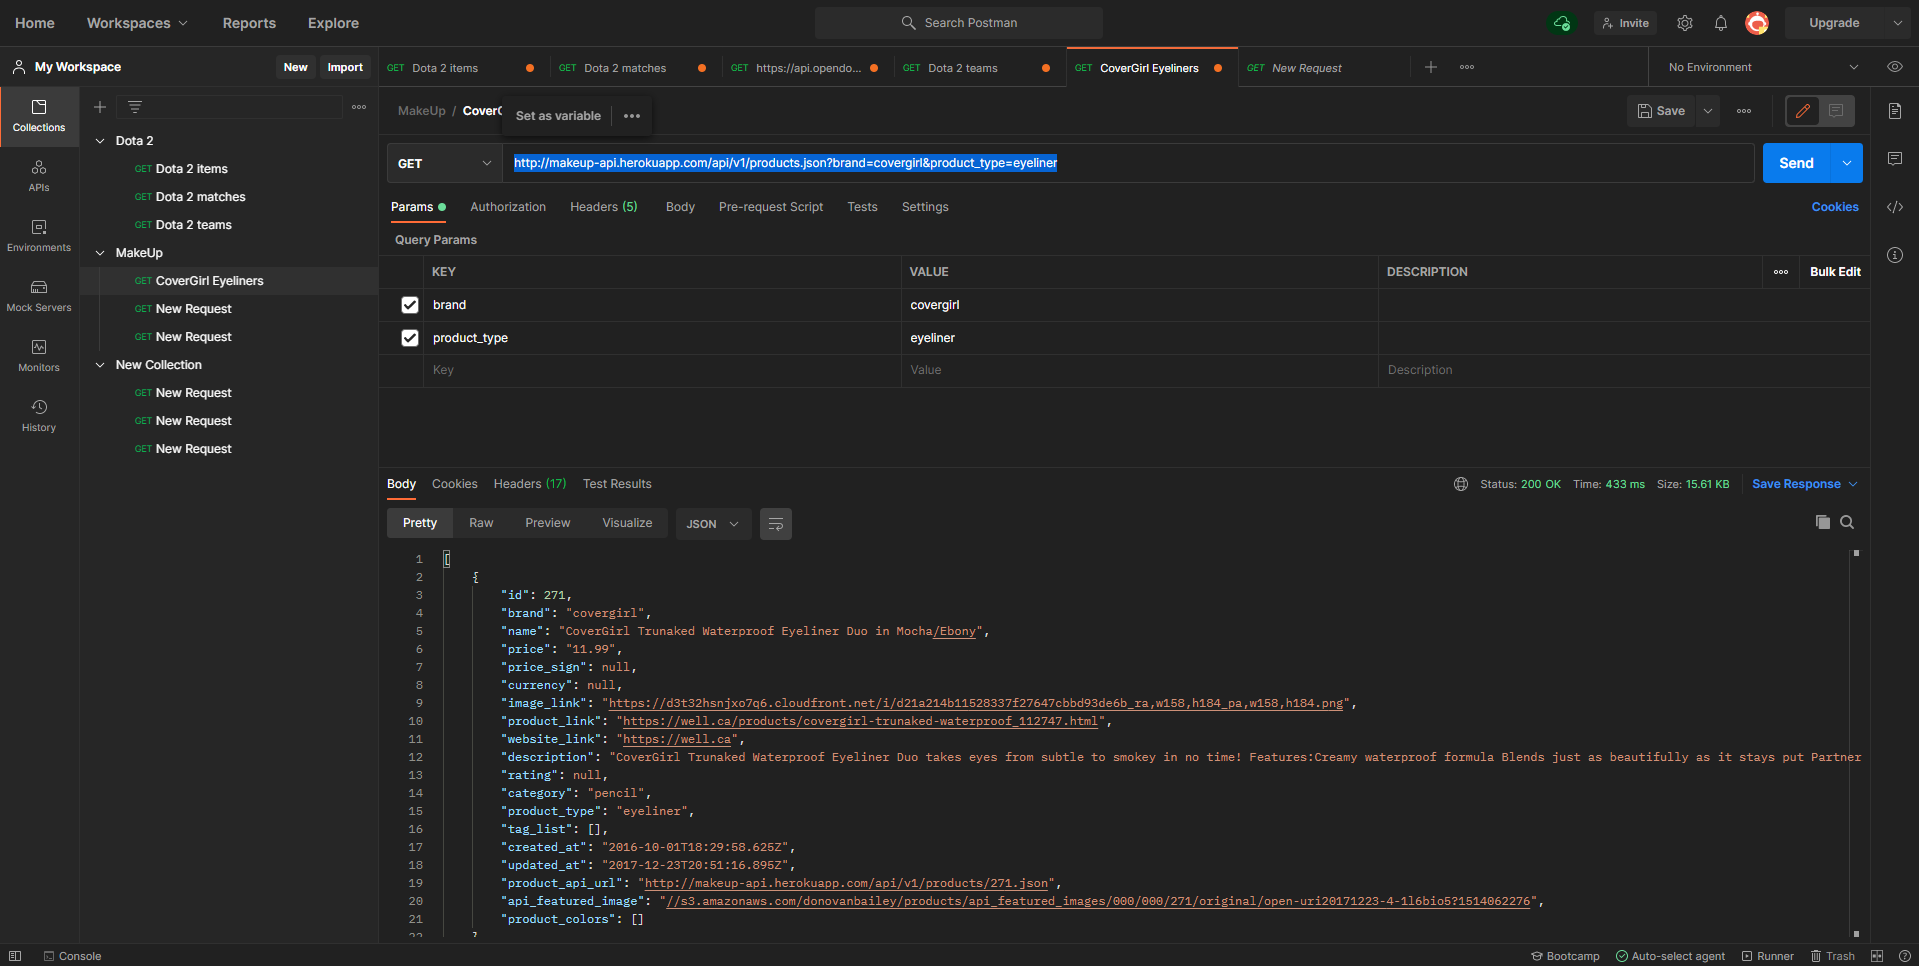 Home Workspaces Reports Explore Search Postman Invite Upgrade
My Workspace New Import
GET Dota 2 items GET Dota 2 matches GET https://api.opendo... GET Dota 2 teams GET CoverGirl Eyeliners GET New Request No Environment
MakeUp / CoverG Set as variable Save
Collections
APIs
Environments
Mock Servers
Monitors
History
Dota 2
GET Dota 2 items
GET Dota 2 matches
GET Dota 2 teams
MakeUp
GET CoverGirl Eyeliners
GET New Request
GET New Request
New Collection
GET New Request
GET New Request
GET New Request
GET http://makeup-api.herokuapp.com/api/v1/products.json?brand=covergirl&product_type=eyeliner Send
Params Authorization Headers (5) Body Pre-request Script Tests Settings Cookies
Query Params
KEY VALUE DESCRIPTION Bulk Edit
brand covergirl
product_type eyeliner
Key Value Description
Body Cookies Headers (17) Test Results Status: 200 OK Time: 433 ms Size: 15.61 KB Save Response
Pretty Raw Preview Visualize JSON
1 [
2 {
3 "id": 271,
4 "brand": "covergirl",
5 "name": "CoverGirl Trunaked Waterproof Eyeliner Duo in Mocha/Ebony",
6 "price": "11.99",
7 "price_sign": null,
8 "currency": null,
9 "image_link": "https://d3t32hsnjxo7q6.cloudfront.net/i/d21a214b11528337f27647cbbd93de6b_ra,w158,h184_pa,w158,h184.png",
10 "product_link": "https://well.ca/products/covergirl-trunaked-waterproof_112747.html",
11 "website_link": "https://well.ca",
12 "description": "CoverGirl Trunaked Waterproof Eyeliner Duo takes eyes from subtle to smokey in no time! Features:Creamy waterproof formula Blends just as beautifully as it stays put Partner
13 "rating": null,
14 "category": "pencil",
15 "product_type": "eyeliner",
16 "tag_list": [],
17 "created_at": "2016-10-01T18:29:58.625Z",
18 "updated_at": "2017-12-23T20:51:16.895Z",
19 "product_api_url": "http://makeup-api.herokuapp.com/api/v1/products/271.json",
20 "api_featured_image": "//s3.amazonaws.com/donovanbailey/products/api_featured_images/000/000/271/original/open-uri20171223-4-1l6bio5?1514062276",
21 "product_colors": []
22
Console Bootcamp Auto-select agent Runner Trash